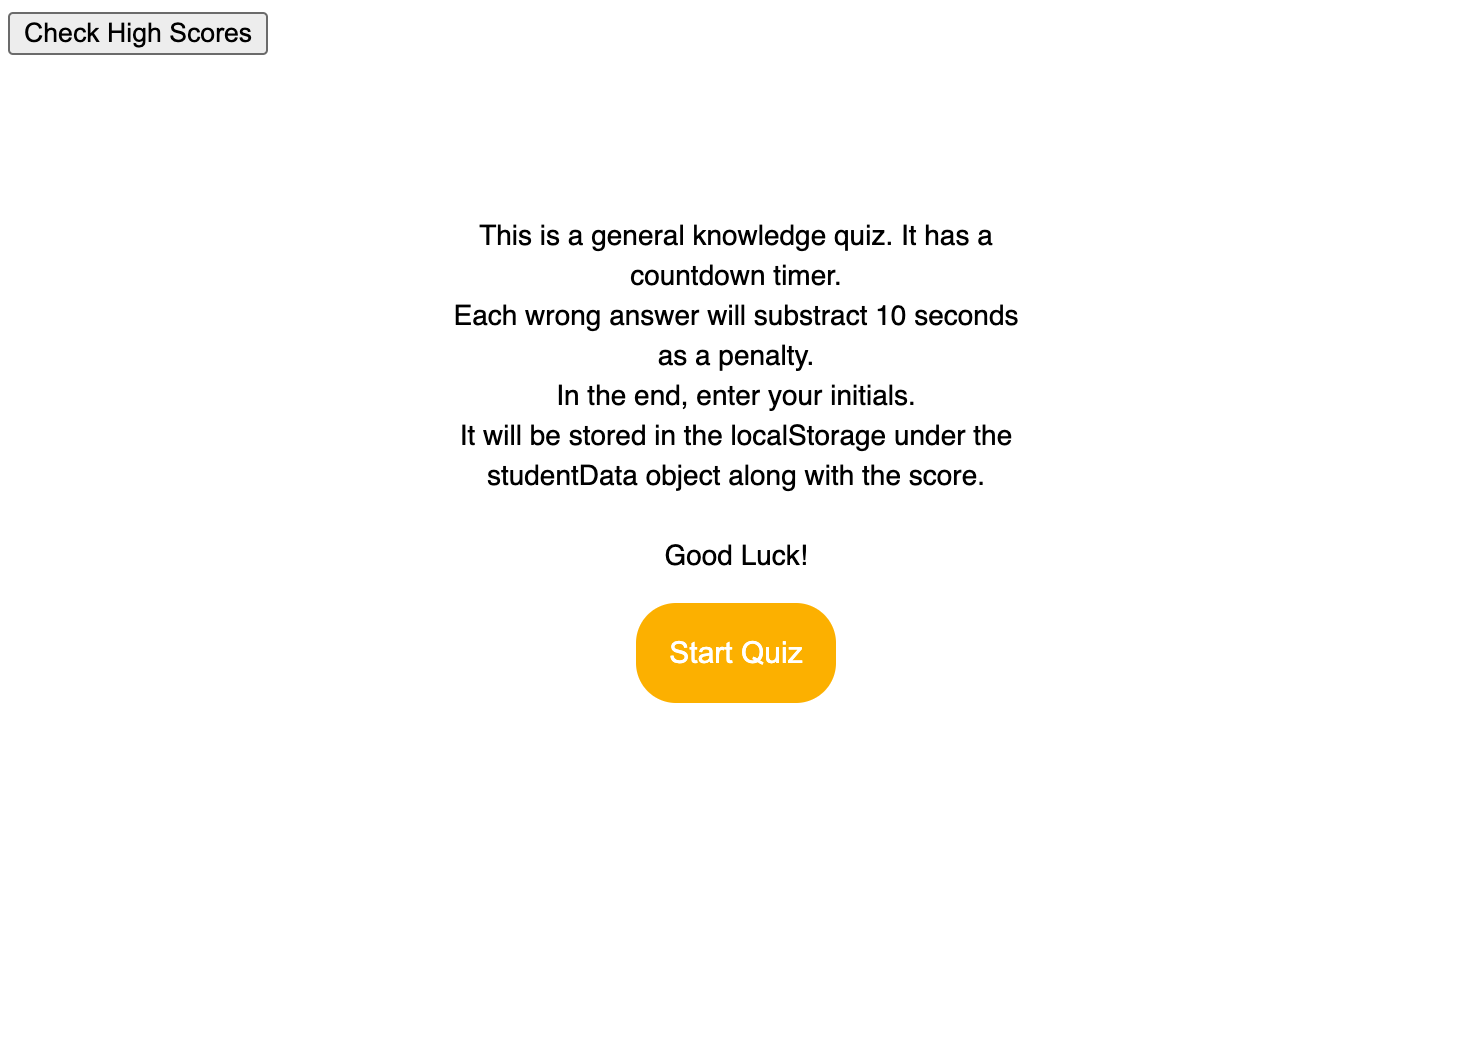 Check High Scores
This is a general knowledge quiz. It has a
countdown timer.
Each wrong answer will substract 10 seconds
as a penalty.
In the end, enter your initials.
It will be stored in the localStorage under the
studentData object along with the score.
Good Luck!
Start Quiz